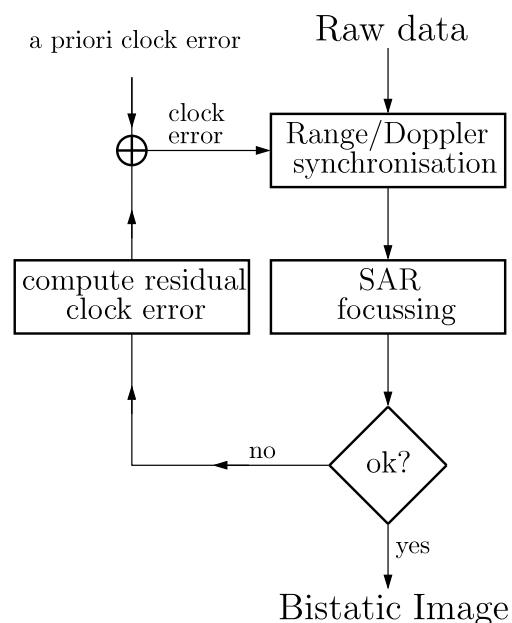 Raw data
a priori clock error
clock
error
Range/Doppler
synchronisation
compute residual
clock error
SAR
focussing
ok?
no
yes
Bistatic Image